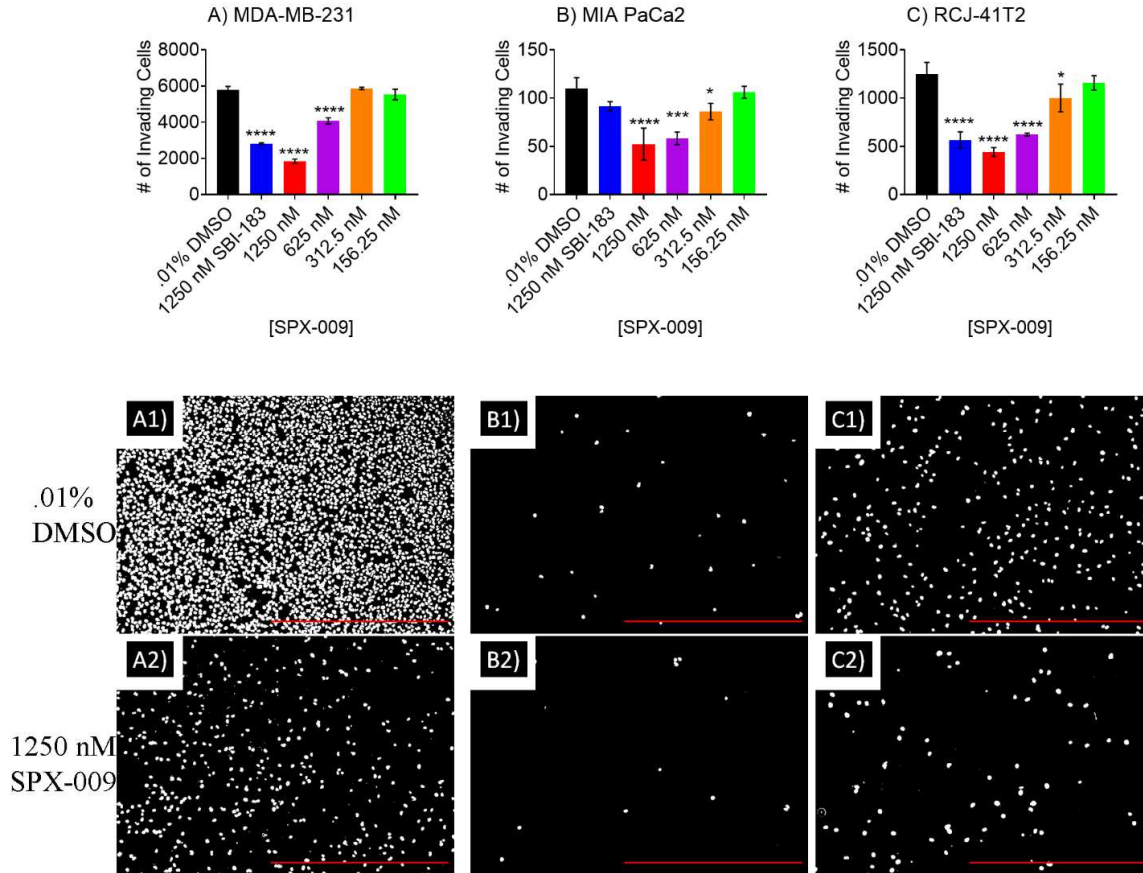 A) MDA-MB-231
# of Invading Cells
8000
6000
4000
2000
0
****
****
****
.01% DMSO
1250 nM SBI-183
1250 nM
625 nM
312.5 nM
156.25 nM
[SPX-009]
B) MIA PaCa2
# of Invading Cells
150
100
50
0
****
***
*
.01% DMSO
1250 nM SBI-183
1250 nM
625 nM
312.5 nM
156.25 nM
[SPX-009]
C) RCJ-41T2
# of Invading Cells
1500
1000
500
0
****
****
****
*
.01% DMSO
1250 nM SBI-183
1250 nM
625 nM
312.5 nM
156.25 nM
[SPX-009]
.01%
DMSO
A1)
B1)
C1)
1250 nM
SPX-009
A2)
B2)
C2)